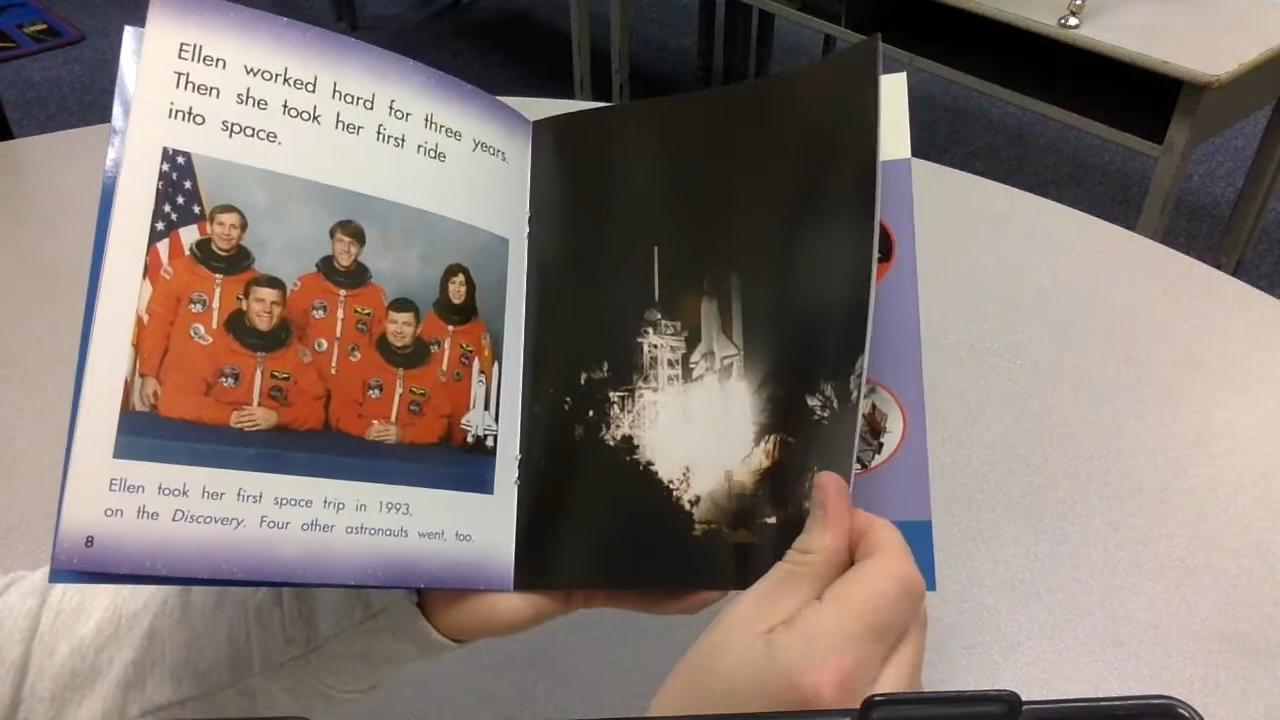 Ellen worked hard for three years.
Then she took her first ride
into space.
Ellen took her first space trip in 1993,
on the Discovery. Four other astronauts went, too.
8